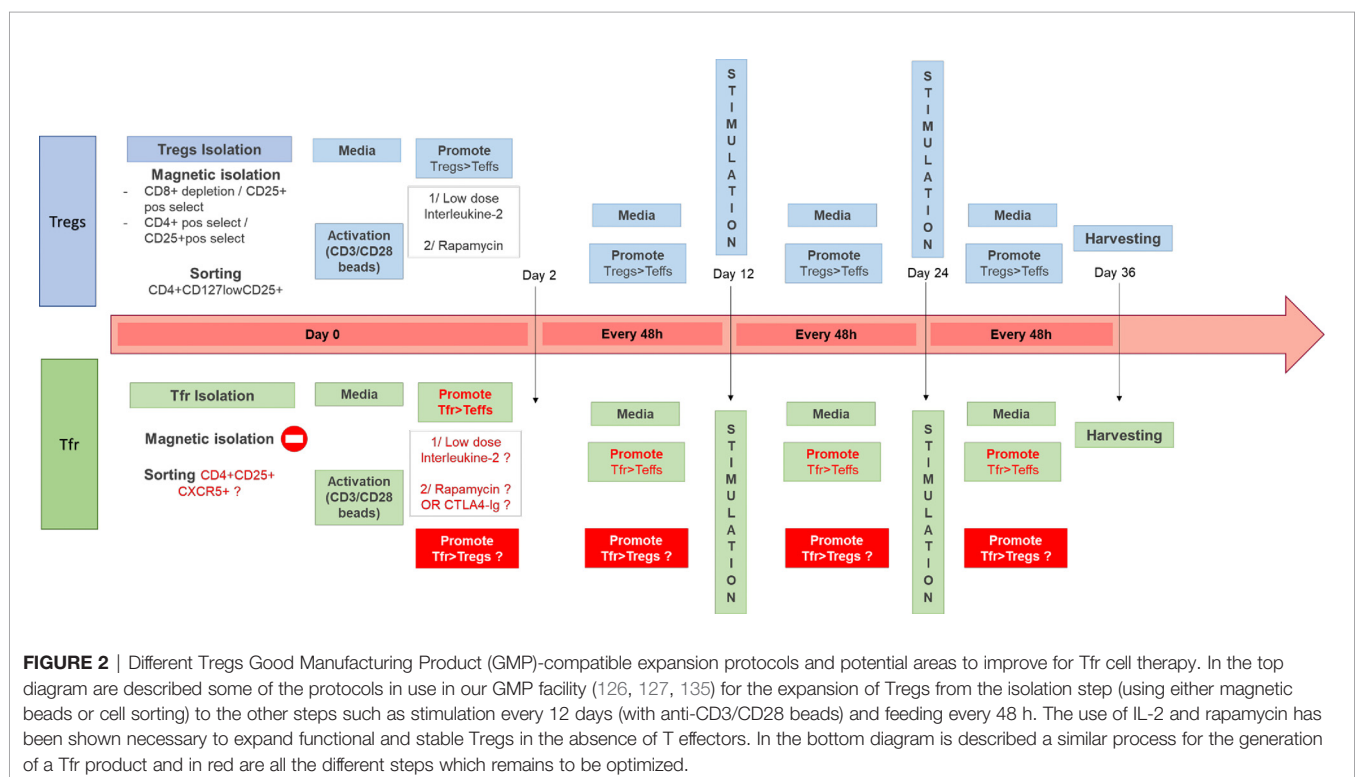 Tregs
Tregs Isolation
Magnetic isolation
- CD8+ depletion / CD25+
pos select
- CD4+ pos select /
CD25+pos select
Sorting
CD4+CD127lowCD25+
Media
Activation
(CD3/CD28
beads)
Promote
Tregs>Teffs
1/ Low dose
Interleukine-2
2/ Rapamycin
Day 2
Media
Promote
Tregs>Teffs
STIMULATION
Day 12
Media
Promote
Tregs>Teffs
STIMULATION
Day 24
Media
Promote
Tregs>Teffs
Harvesting
Day 36
Day 0
Every 48h
Every 48h
Every 48h
Tfr
Tfr Isolation
Magnetic isolation
Sorting CD4+CD25+
CXCR5+ ?
Media
Activation
(CD3/CD28
beads)
Promote
Tfr>Teffs
1/ Low dose
Interleukine-2 ?
2/ Rapamycin ?
OR CTLA4-Ig ?
Promote
Tfr>Tregs ?
Media
Promote
Tfr>Teffs
Promote
Tfr>Tregs ?
STIMULATION
Media
Promote
Tfr>Teffs
Promote
Tfr>Tregs ?
STIMULATION
Media
Promote
Tfr>Teffs
Promote
Tfr>Tregs ?
Harvesting
FIGURE 2 | Different Tregs Good Manufacturing Product (GMP)-compatible expansion protocols and potential areas to improve for Tfr cell therapy. In the top
diagram are described some of the protocols in use in our GMP facility (126, 127, 135) for the expansion of Tregs from the isolation step (using either magnetic
beads or cell sorting) to the other steps such as stimulation every 12 days (with anti-CD3/CD28 beads) and feeding every 48 h. The use of IL-2 and rapamycin has
been shown necessary to expand functional and stable Tregs in the absence of T effectors. In the bottom diagram is described a similar process for the generation
of a Tfr product and in red are all the different steps which remains to be optimized.